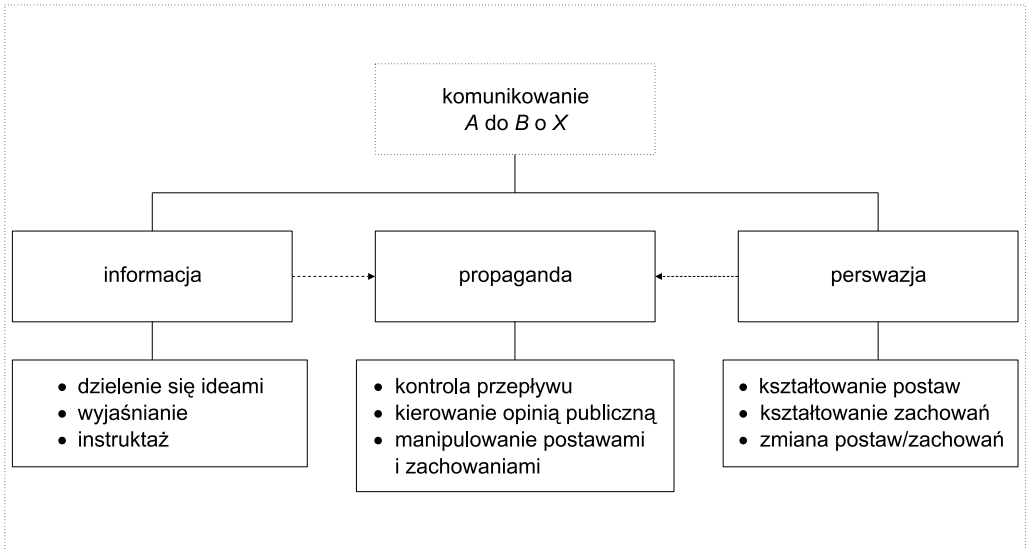 komunikowanie
A do B o X
informacja
propaganda
perswazja
• dzielenie się ideami
• wyjaśnianie
• instruktaż
• kontrola przepływu
• kierowanie opinią publiczną
• manipulowanie postawami
i zachowaniami
• kształtowanie postaw
• kształtowanie zachowań
• zmiana postaw/zachowań